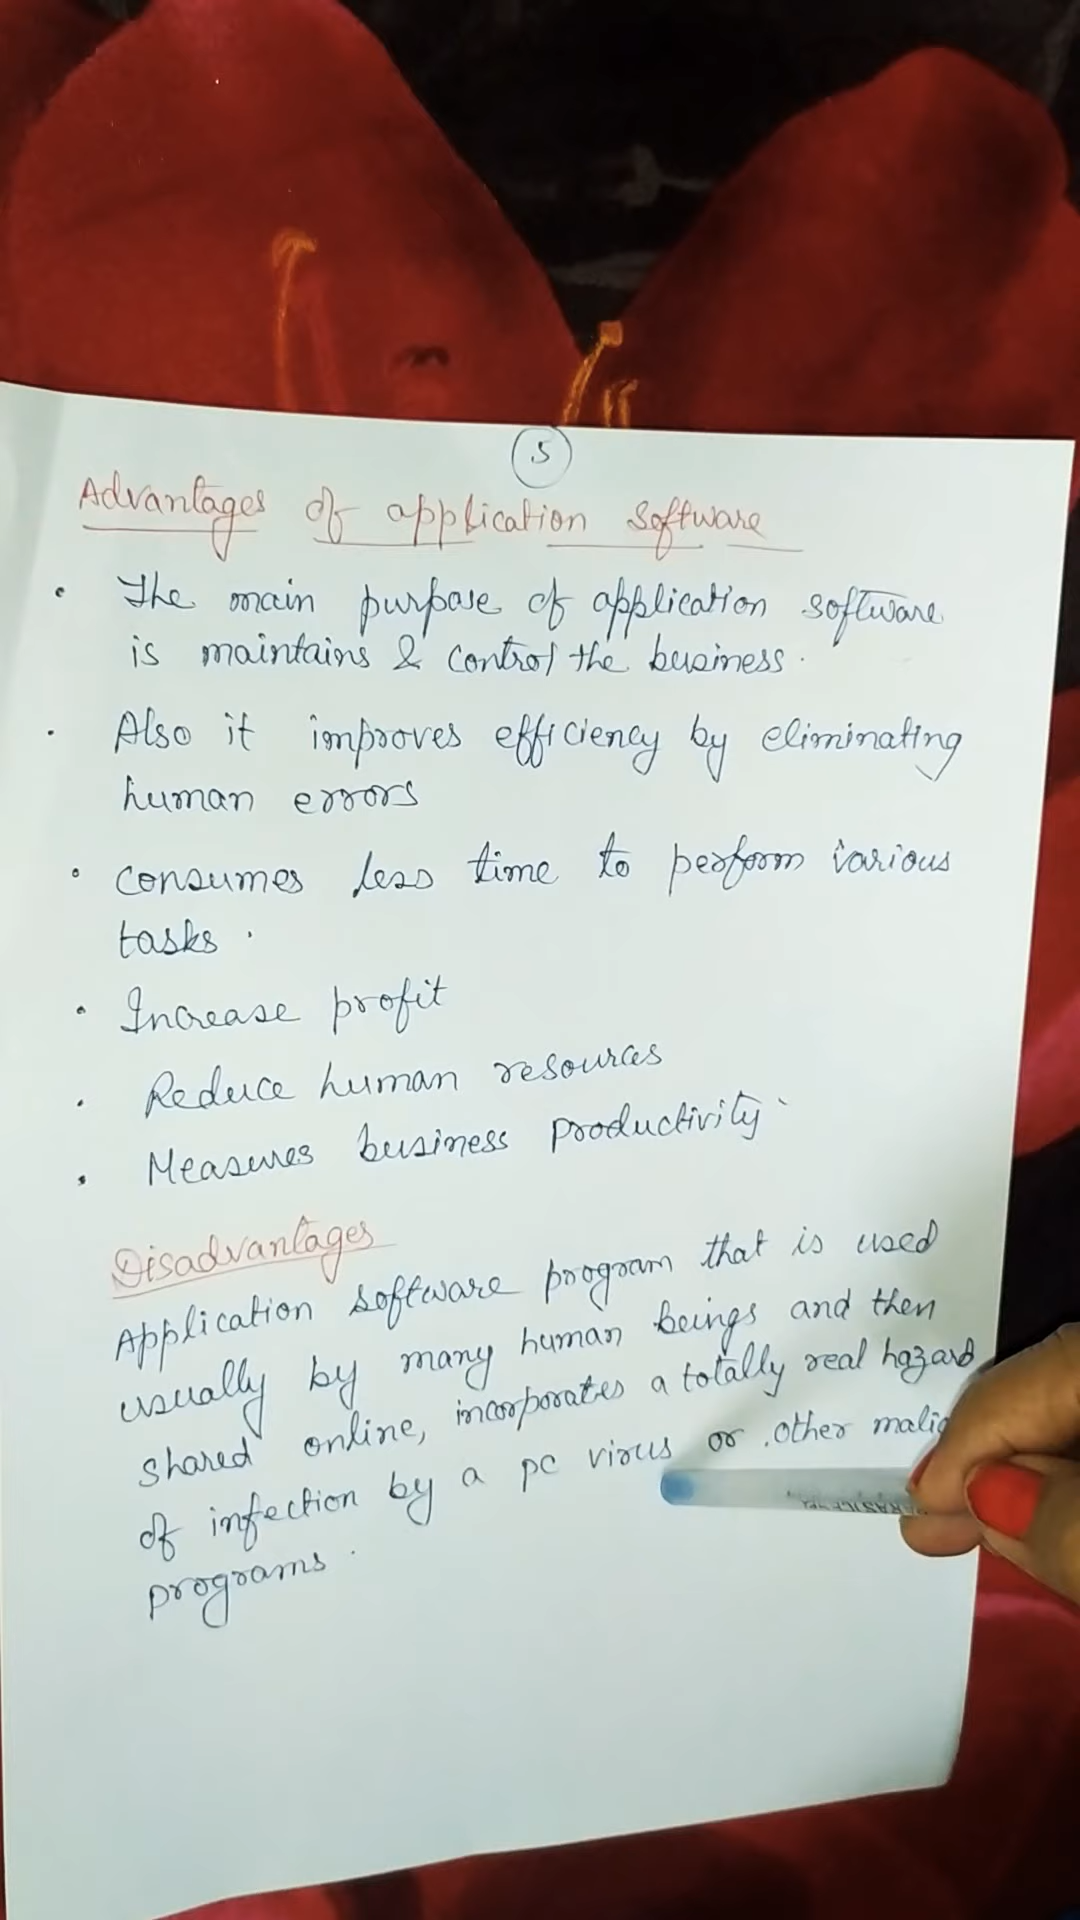 5
Advantages of application software
• The main purpose of application software
is maintains & control the business.
• Also it improves efficiency by eliminating
human errors
• consumes less time to perform various
tasks.
• Increase profit
• Reduce human resources
• Measures business productivity.
Disadvantages
Application software program that is used
usually by many human beings and then
shared online, incorporates a totally real hazard
of infection by a pc virus or other
programs.